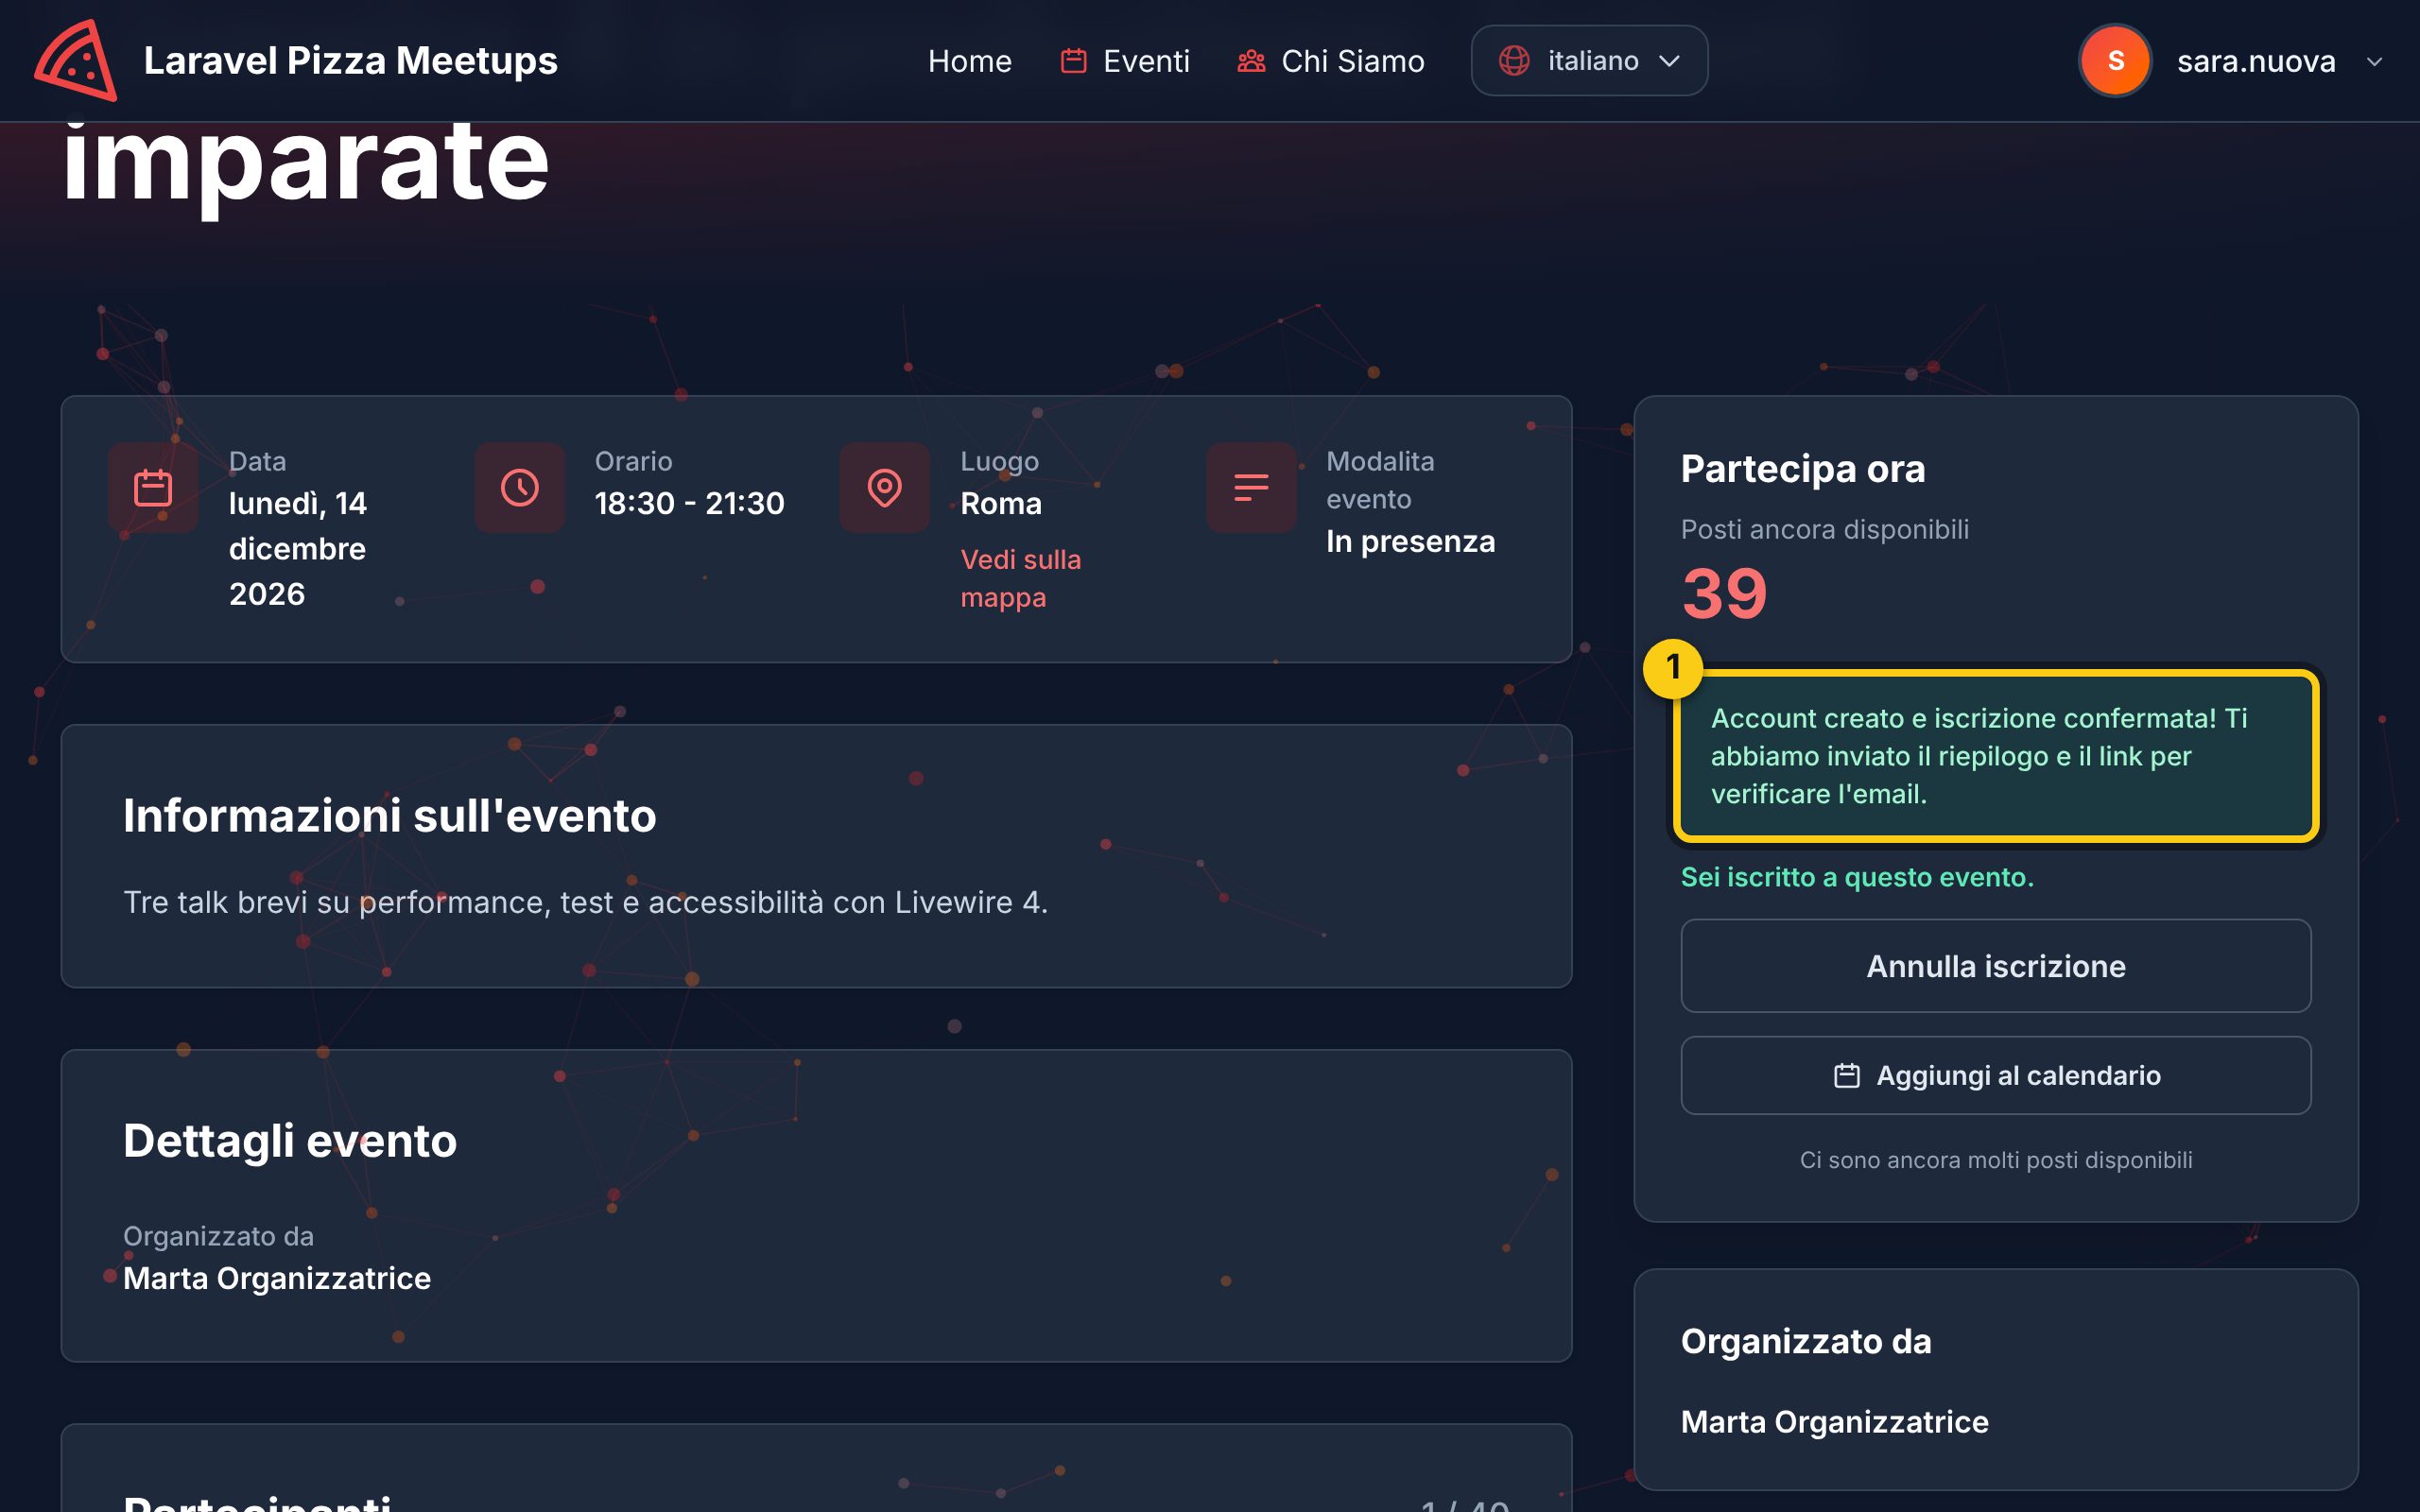 Laravel Pizza Meetups
Home
Eventi
Chi Siamo
italiano
S
sara.nuova
imparate
Data
lunedì, 14
dicembre
2026
Orario
18:30 - 21:30
Luogo
Roma
Vedi sulla
mappa
Modalita
evento
In presenza
Partecipa ora
Posti ancora disponibili
39
1
Account creato e iscrizione confermata! Ti
abbiamo inviato il riepilogo e il link per
verificare l'email.
Sei iscritto a questo evento.
Annulla iscrizione
Aggiungi al calendario
Ci sono ancora molti posti disponibili
Informazioni sull'evento
Tre talk brevi su performance, test e accessibilità con Livewire 4.
Dettagli evento
Organizzato da
Marta Organizzatrice
Organizzato da
Marta Organizzatrice
Partecipanti
1 / 40